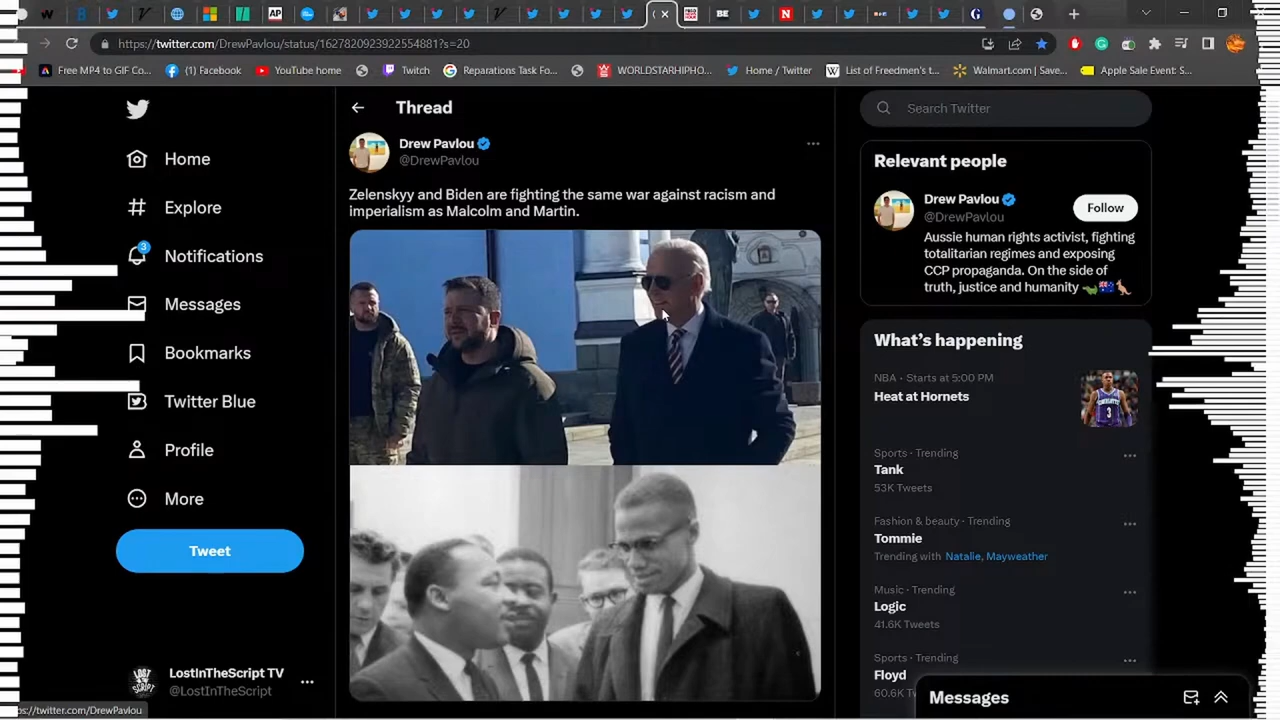 https://twitter.com/DrewPavlou/status/1627820923922554881?s=20
Free MP4 to GIF Co...
(1) Facebook
YouTube home
Twitch
Reparations Task For...
WORLDSTARHIPHO...
Home / Twitter
List of Freedmen's...
Walmart.com | Save...
Apple Sale Event:...
Thread
Search Twitter
Home
Explore
3
Notifications
Messages
Bookmarks
Twitter Blue
Profile
More
Tweet
LostInTheScript TV
@LostInTheScript
Drew Pavlou
@DrewPavlou
Zelenskyy and Biden are fighting the same war against racism and
imperialism as Malcolm and Martin.
Relevant people
Drew Pavlou
@DrewPavlou
Follow
Aussie human rights activist, fighting
totalitarian regimes and exposing
CCP propaganda. On the side of
truth, justice and humanity
What's happening
NBA · Starts at 5:00 PM
Heat at Hornets
Sports · Trending
Tank
53K Tweets
Fashion & beauty · Trending
Tommie
Trending with Natalie, Mayweather
Music · Trending
Logic
41.6K Tweets
Sports · Trending
Floyd
60.6K
Messages